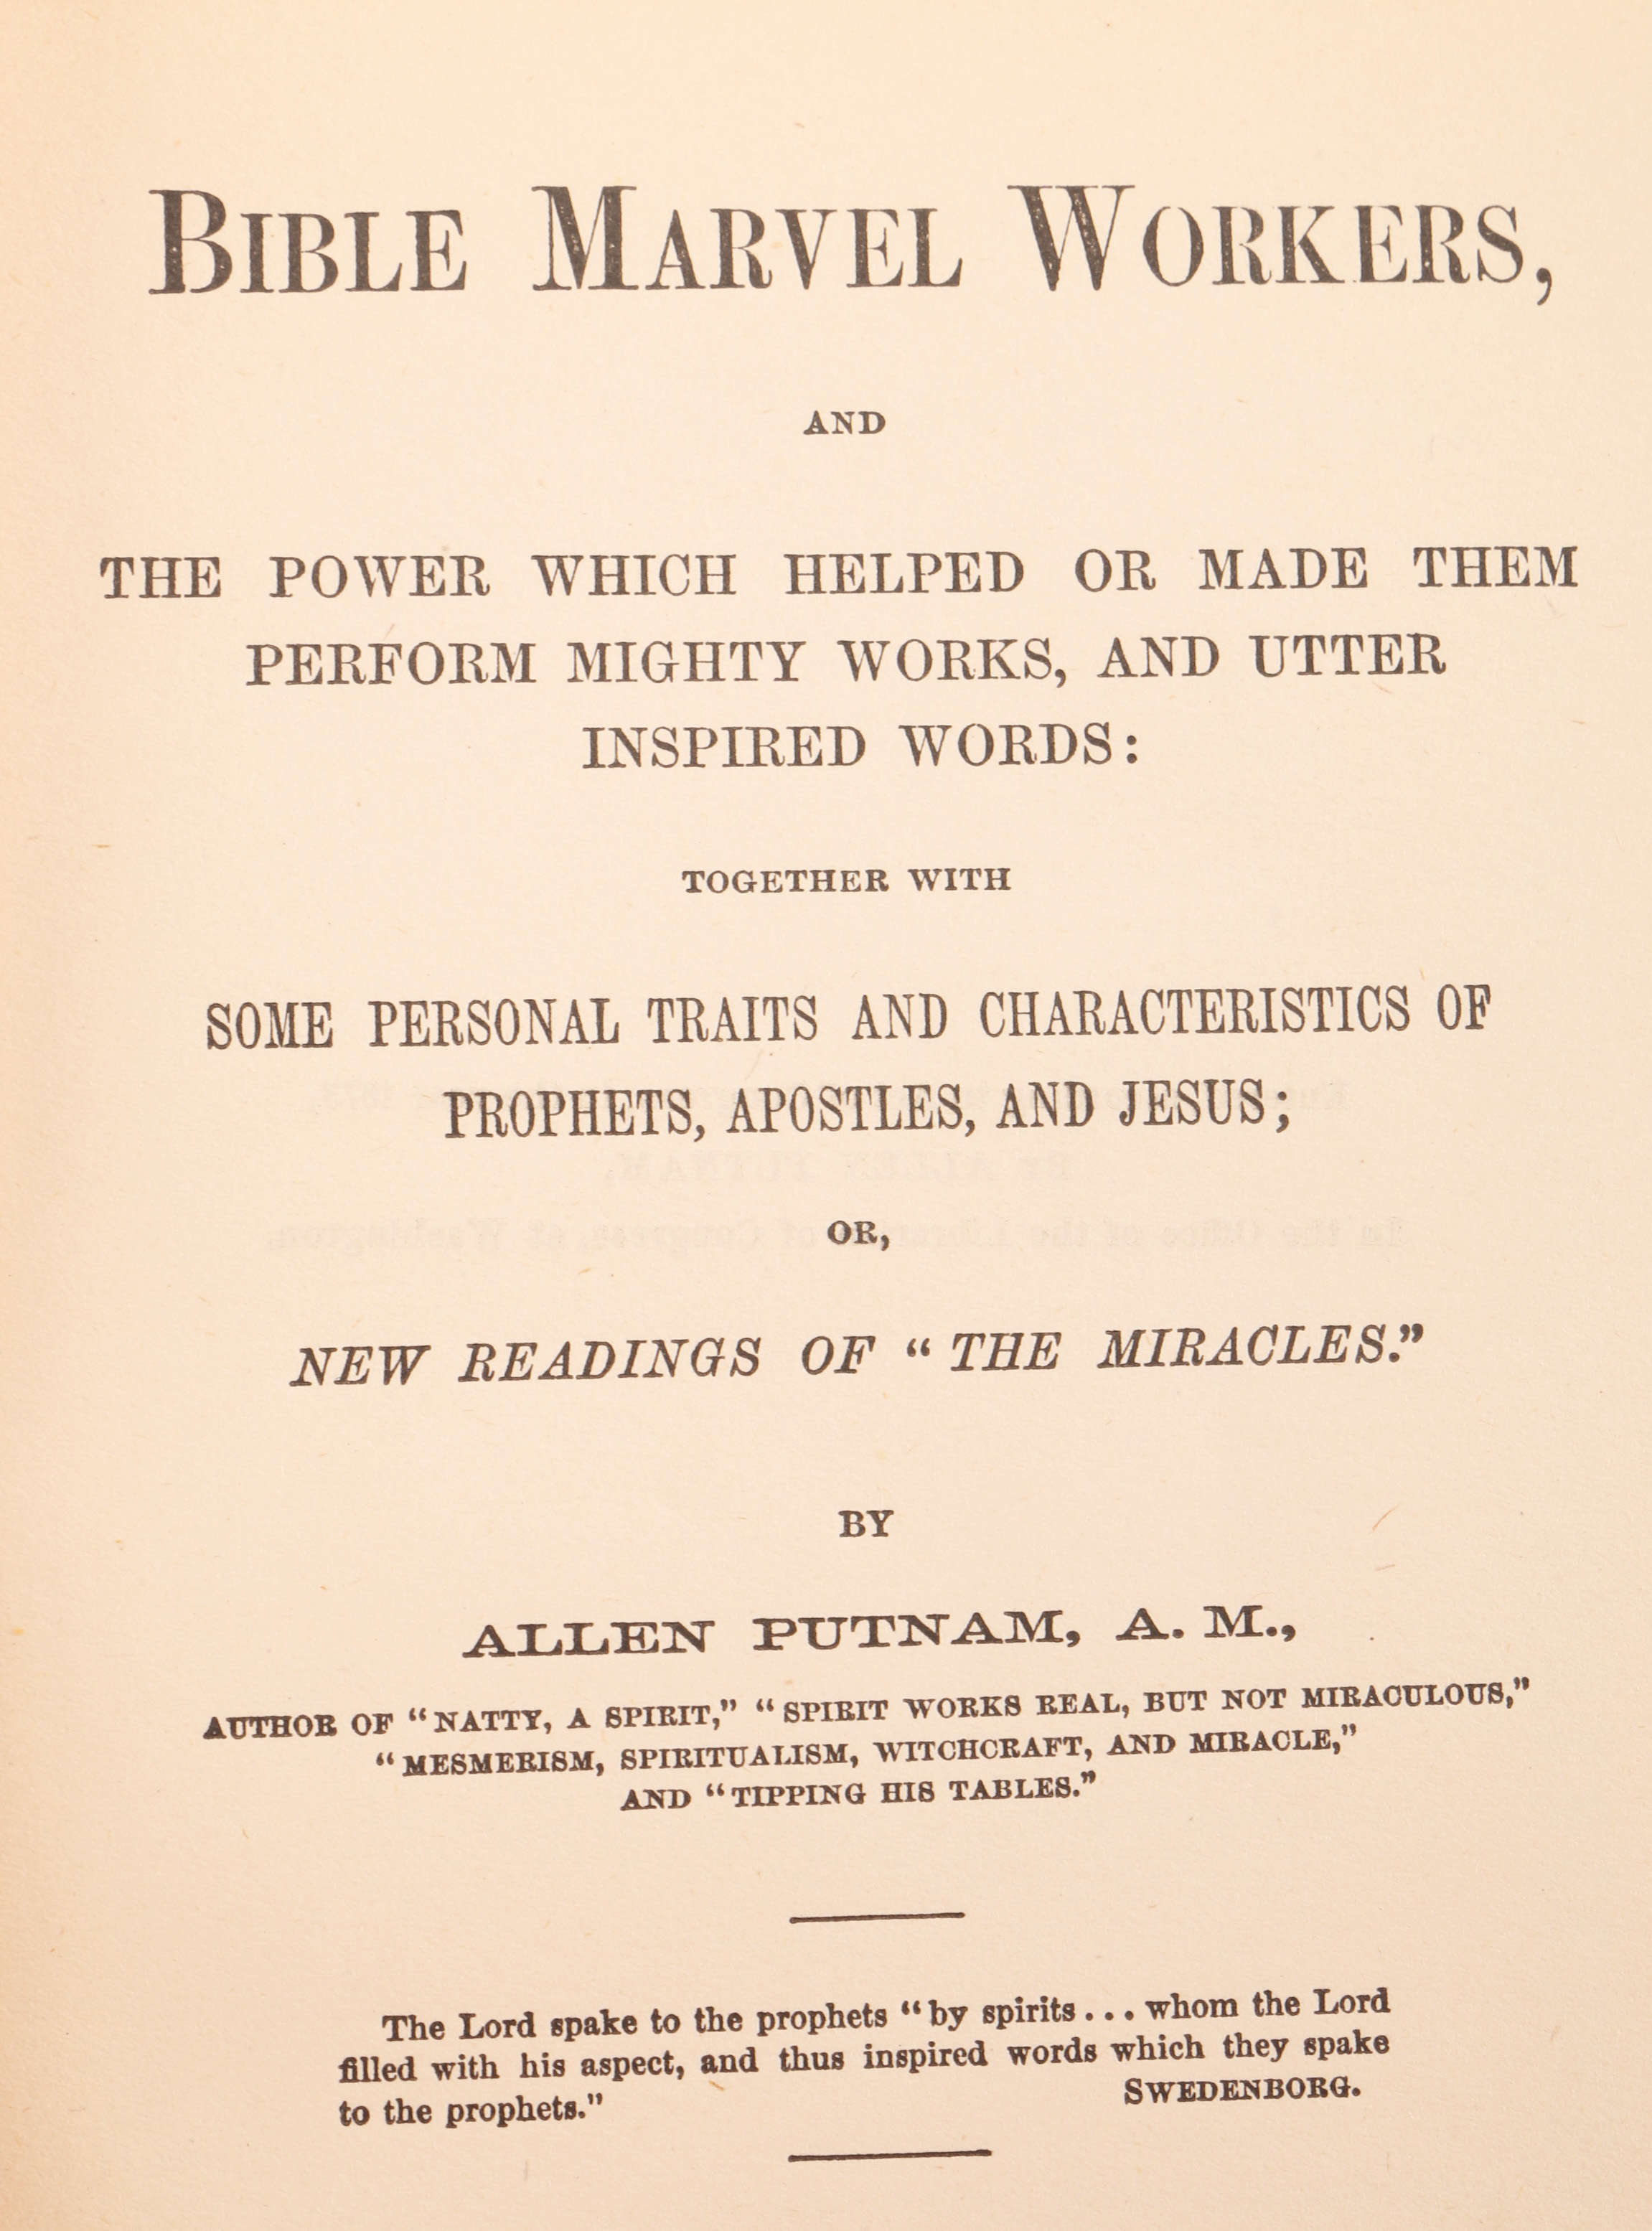 BIBLE MARVEL WORKERS,
AND
THE POWER WHICH HELPED OR MADE THEM
PERFORM MIGHTY WORKS, AND UTTER
INSPIRED WORDS:
TOGETHER WITH
SOME PERSONAL TRAITS AND CHARACTERISTICS OF
PROPHETS, APOSTLES, AND JESUS;
OR,
NEW READINGS OF "THE MIRACLES."
BY
ALLEN PUTNAM, A. M.,
AUTHOR OF "NATTY, A SPIRIT," "SPIRIT WORKS REAL, BUT NOT MIRACULOUS,"
"MESMERISM, SPIRITUALISM, WITCHCRAFT, AND MIRACLE,"
AND "TIPPING HIS TABLES."
The Lord spake to the prophets "by spirits... whom the Lord
filled with his aspect, and thus inspired words which they spake
to the prophets." SWEDENBORG.